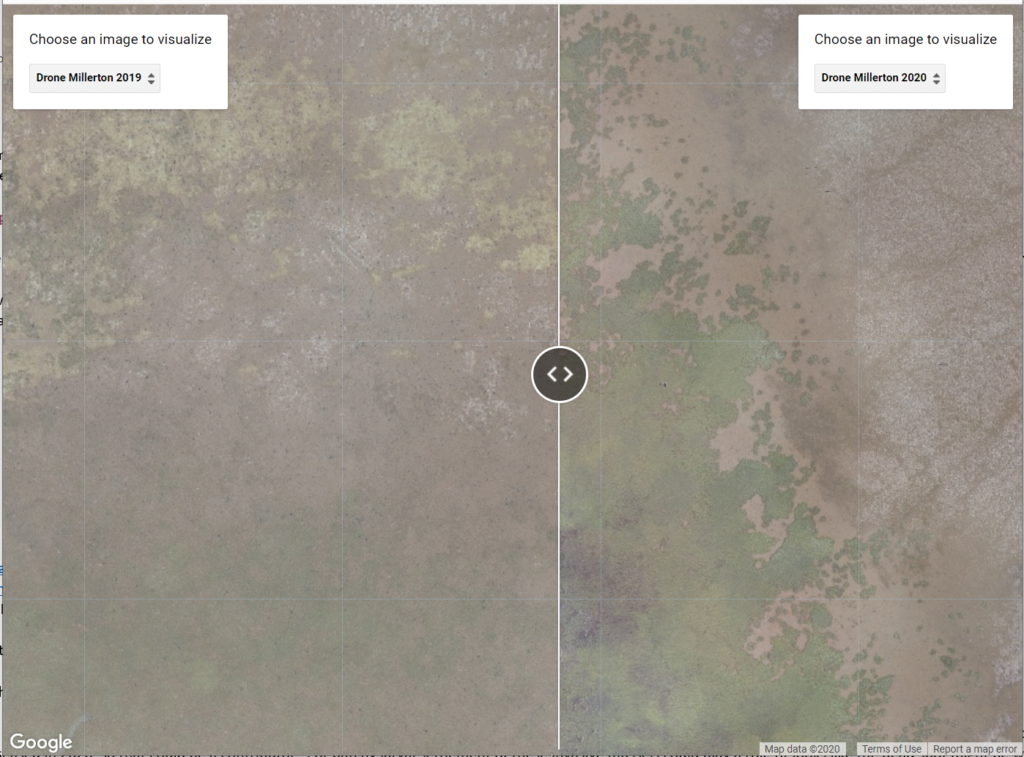 Choose an image to visualize
Drone Millerton 2019
Choose an image to visualize
Drone Millerton 2020
Google
Map data ©2020
Terms of Use
Report a map error